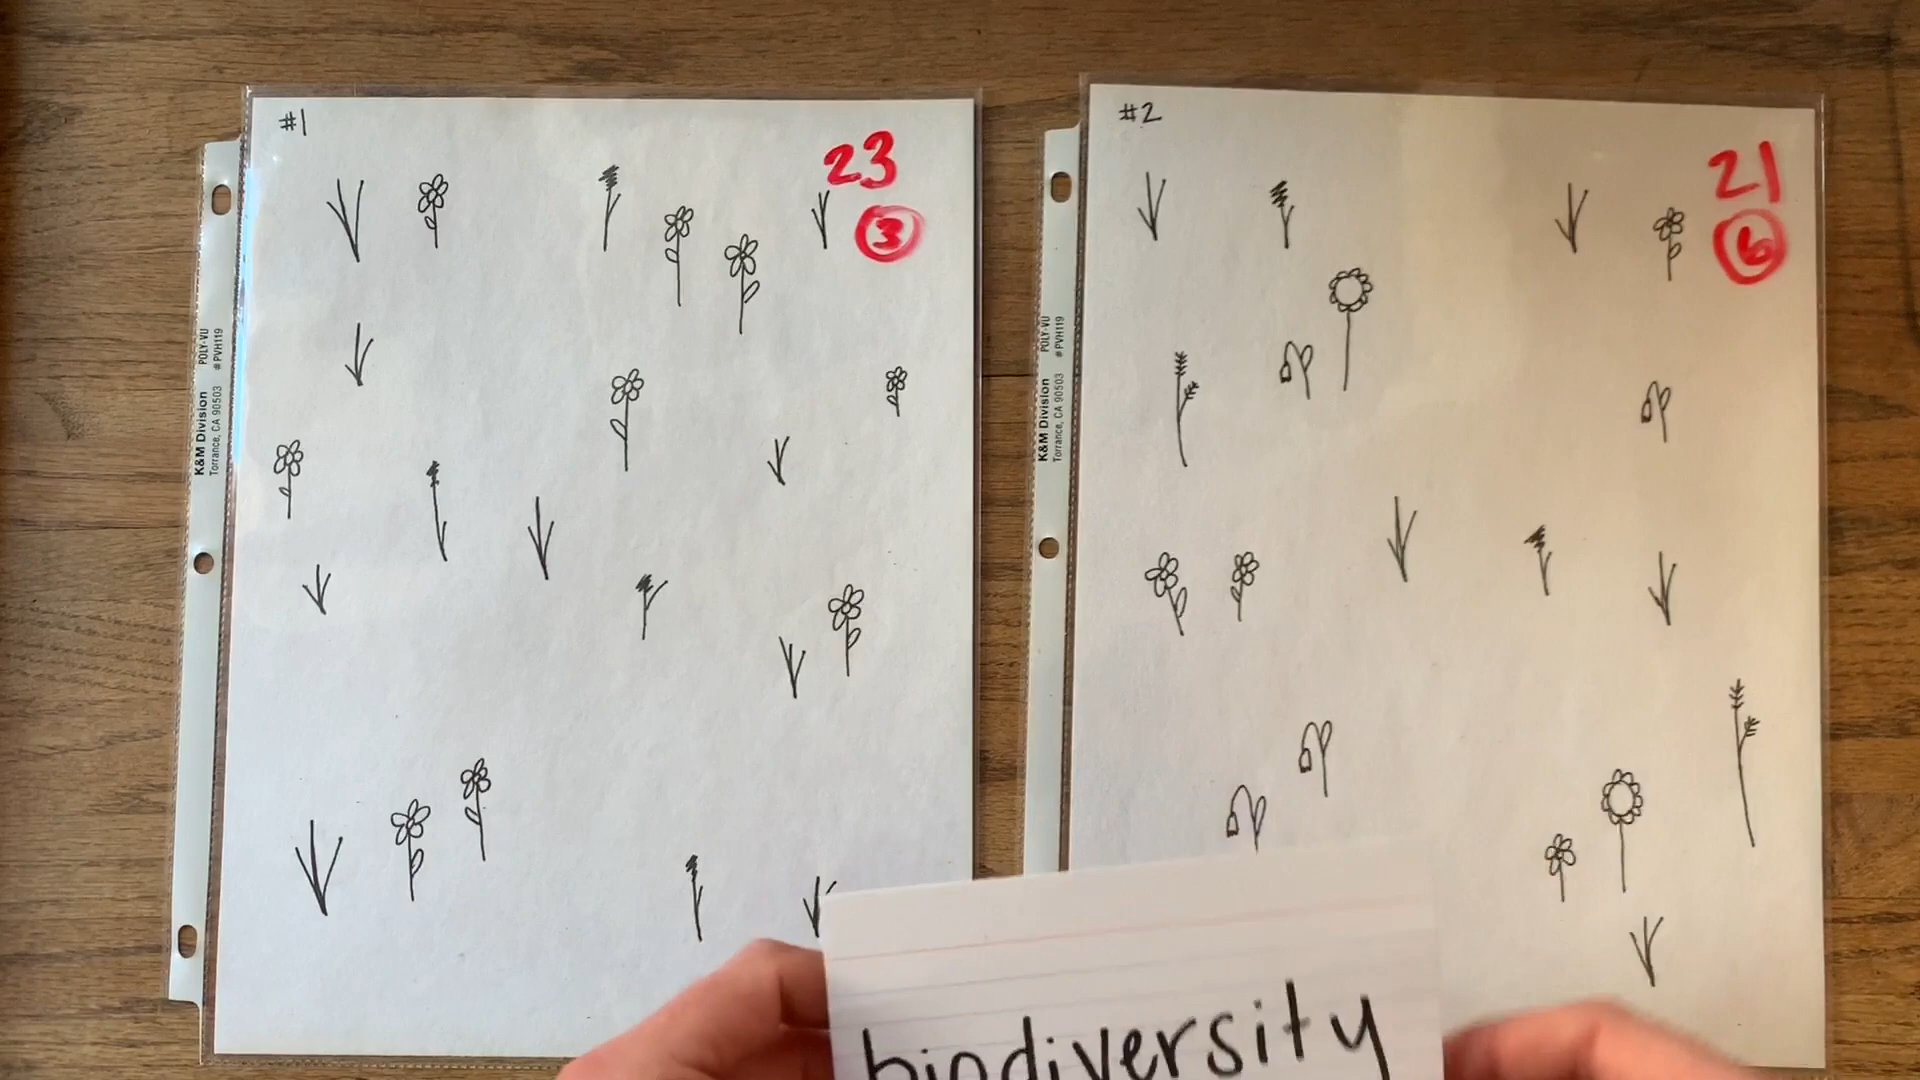 #1
23
3
K&M Division POLY-VU
Torrance, CA 90503 #PVH119
#2
21
6
K&M Division POLY-VU
Torrance, CA 90503 #PVH119
biodiversity